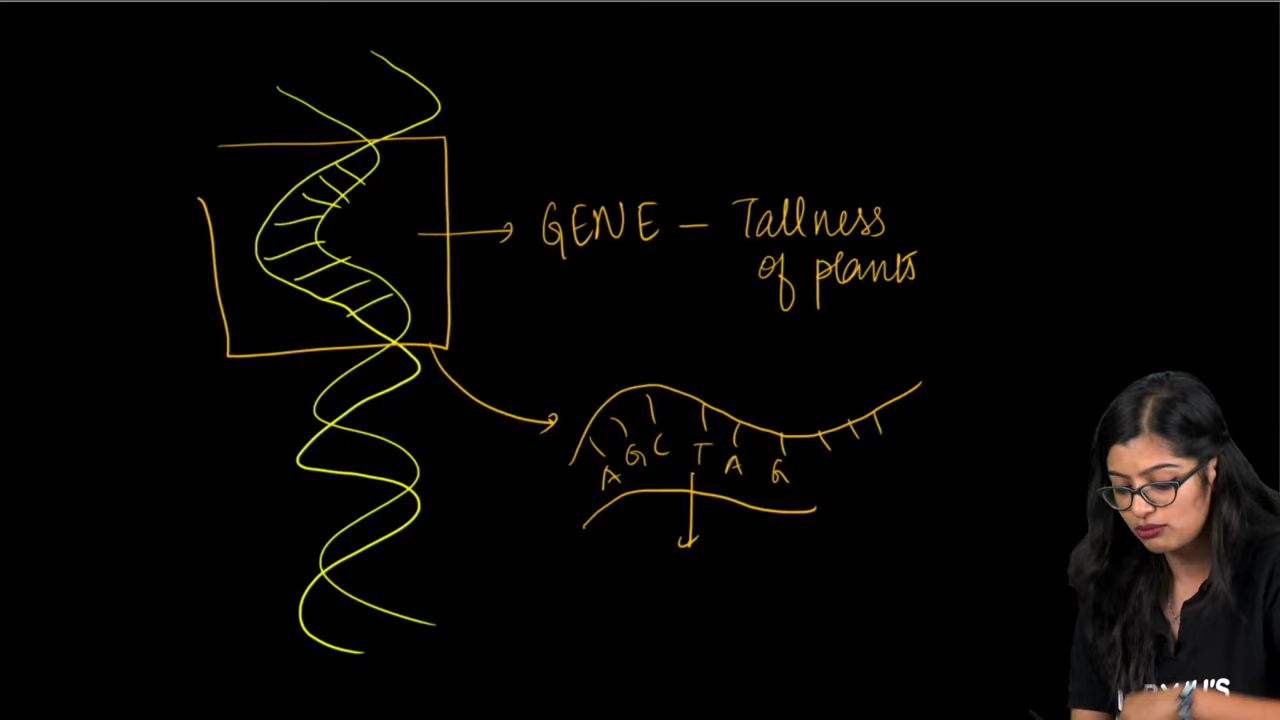 GENE – Tallness
of plants
A G C T A G